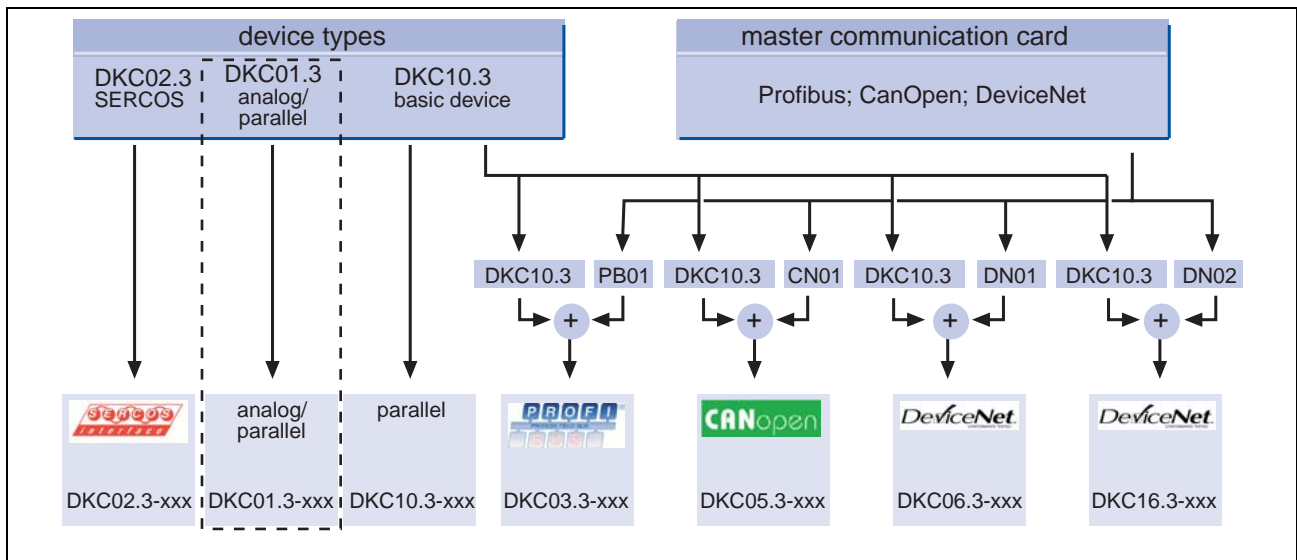 device types
DKC02.3
SERCOS
DKC01.3
analog/
parallel
DKC10.3
basic device
master communication card
Profibus; CanOpen; DeviceNet
DKC10.3 PB01 DKC10.3 CN01 DKC10.3 DN01 DKC10.3 DN02
+ + + +
SERCOS
interface
analog/
parallel
parallel
PROFI
BUS
CANopen
DeviceNet
DeviceNet
DKC02.3-xxx DKC01.3-xxx DKC10.3-xxx DKC03.3-xxx DKC05.3-xxx DKC06.3-xxx DKC16.3-xxx